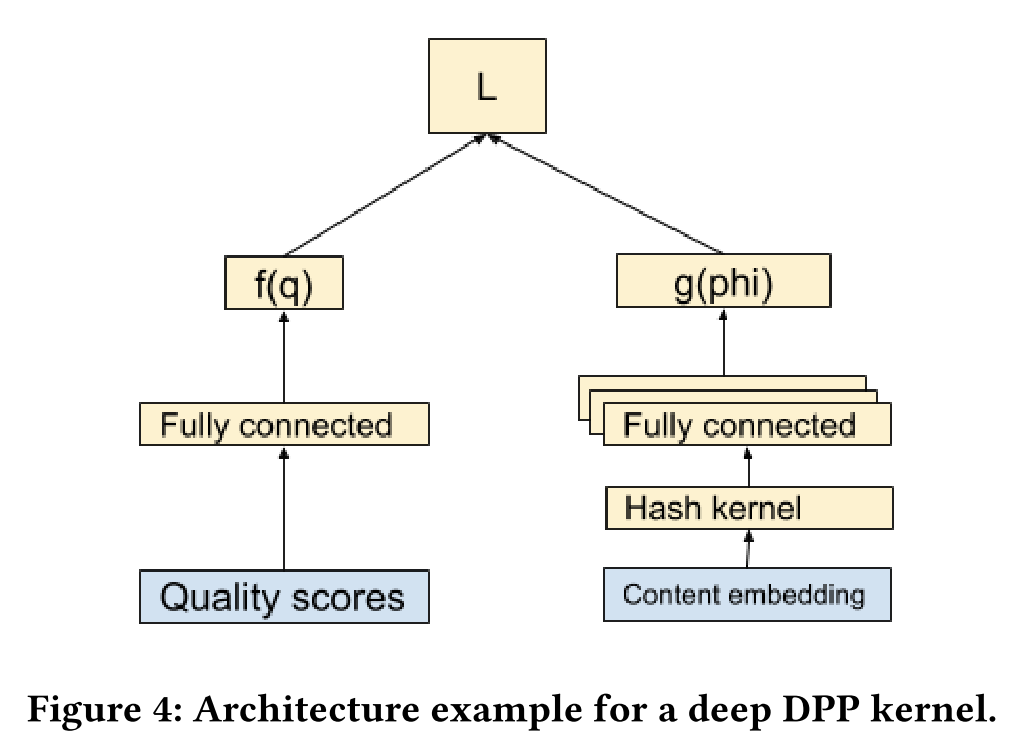 L
f(q)
g(phi)
Fully connected
Fully connected
Hash kernel
Quality scores
Content embedding
Figure 4: Architecture example for a deep DPP kernel.